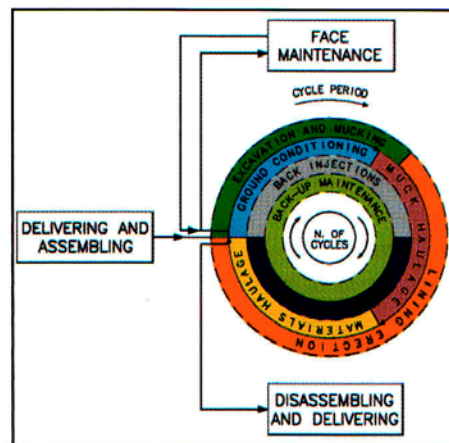 FACE
MAINTENANCE
CYCLE PERIOD
EXCAVATION AND MUCKING
GROUND CONDITIONING
BACK INJECTIONS
BACK-UP MAINTENANCE
MUCK HAULAGE
DELIVERING AND
ASSEMBLING
N. OF
CYCLES
MATERIALS HAULAGE
LINING ERECTION
DISASSEMBLING
AND DELIVERING